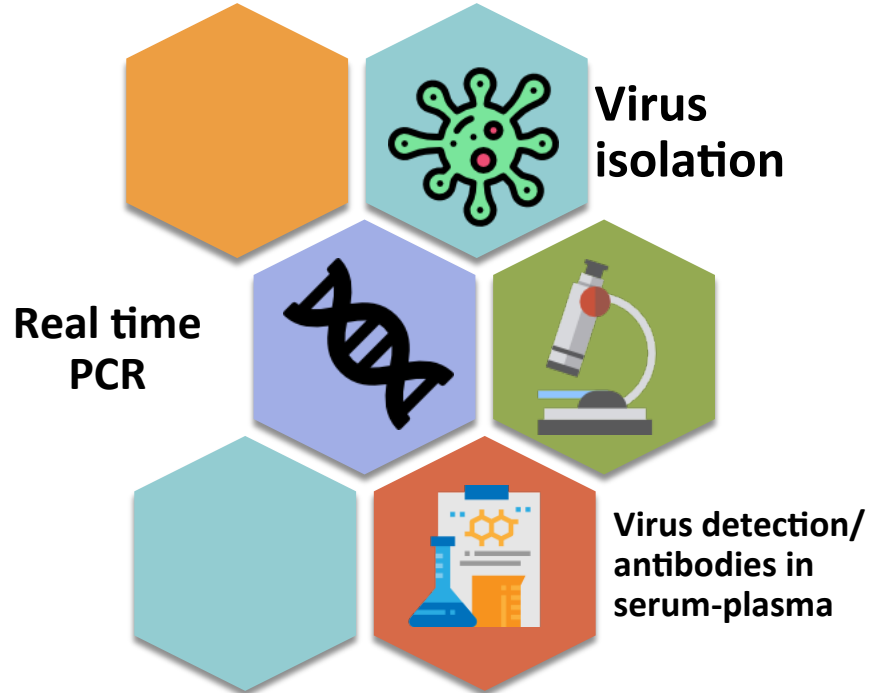 Virus
isolation
Real time
PCR
Virus detection/
antibodies in
serum-plasma